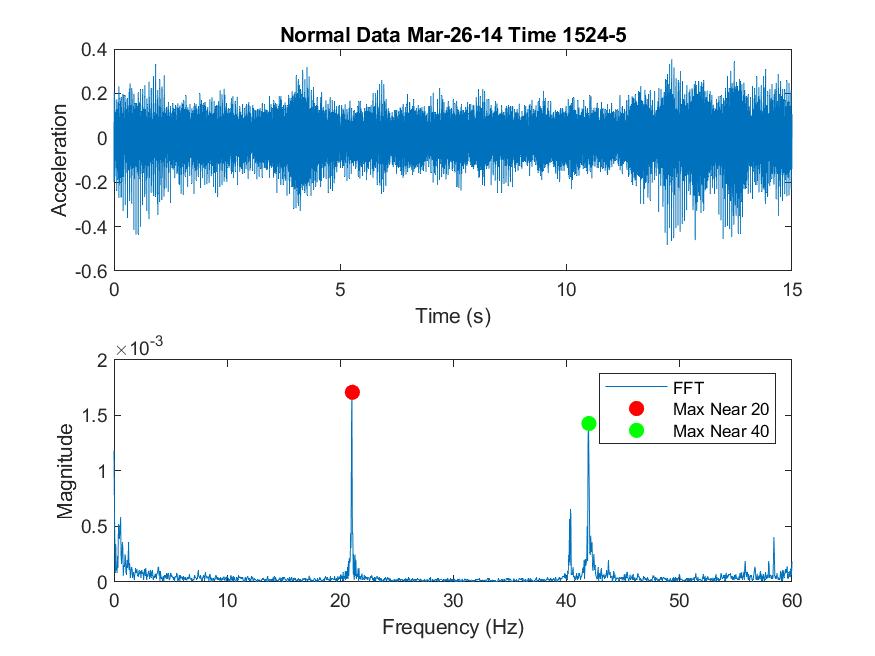 Normal Data Mar-26-14 Time 1524-5
0.4
0.2
0
-0.2
-0.4
-0.6
Acceleration
0 5 10 15
Time (s)
×10⁻³
2
1.5
1
0.5
0
Magnitude
FFT
Max Near 20
Max Near 40
0 10 20 30 40 50 60
Frequency (Hz)